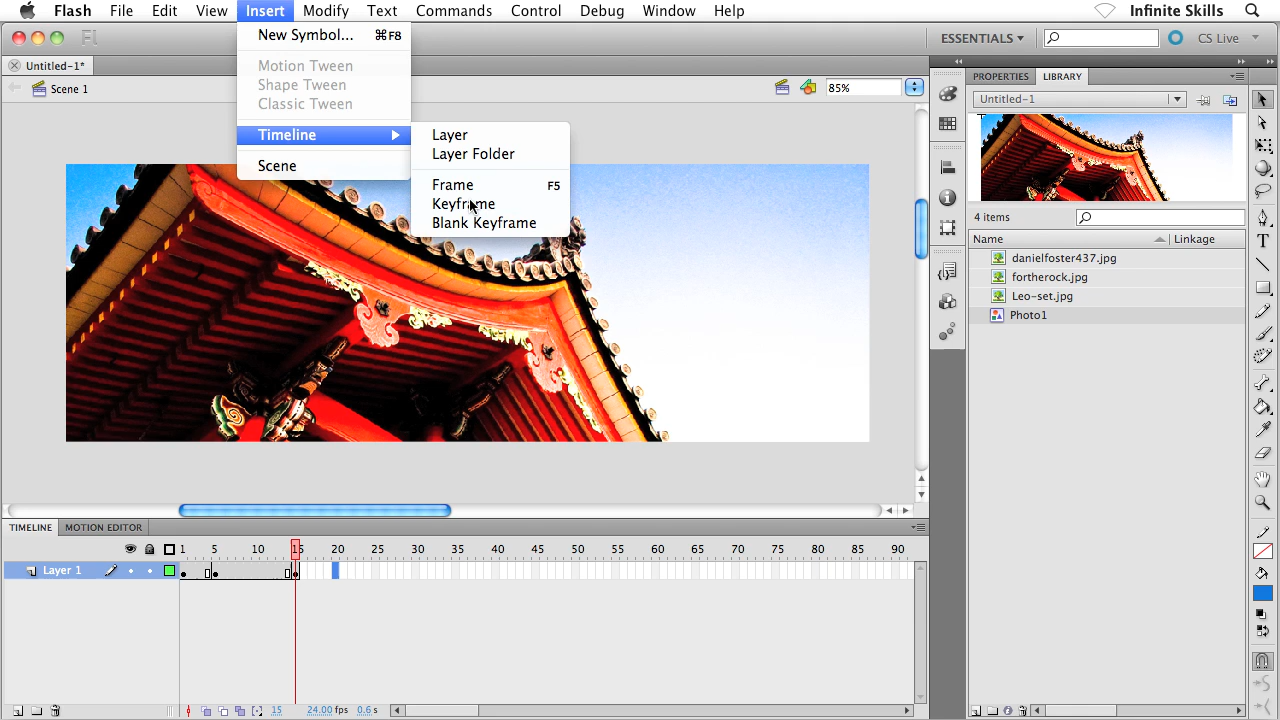 Flash File Edit View Insert Modify Text Commands Control Debug Window Help Infinite Skills
New Symbol... ⌘F8
Motion Tween
Shape Tween
Classic Tween
Timeline
Scene
Layer
Layer Folder
Frame F5
Keyframe
Blank Keyframe
Fl
ESSENTIALS
CS Live
Untitled-1*
Scene 1
85%
PROPERTIES LIBRARY
Untitled-1
4 items
Name Linkage
danielfoster437.jpg
fortherock.jpg
Leo-set.jpg
Photo1
TIMELINE MOTION EDITOR
1 5 10 15 20 25 30 35 40 45 50 55 60 65 70 75 80 85 90
Layer 1
15 24.00 fps 0.6 s
T